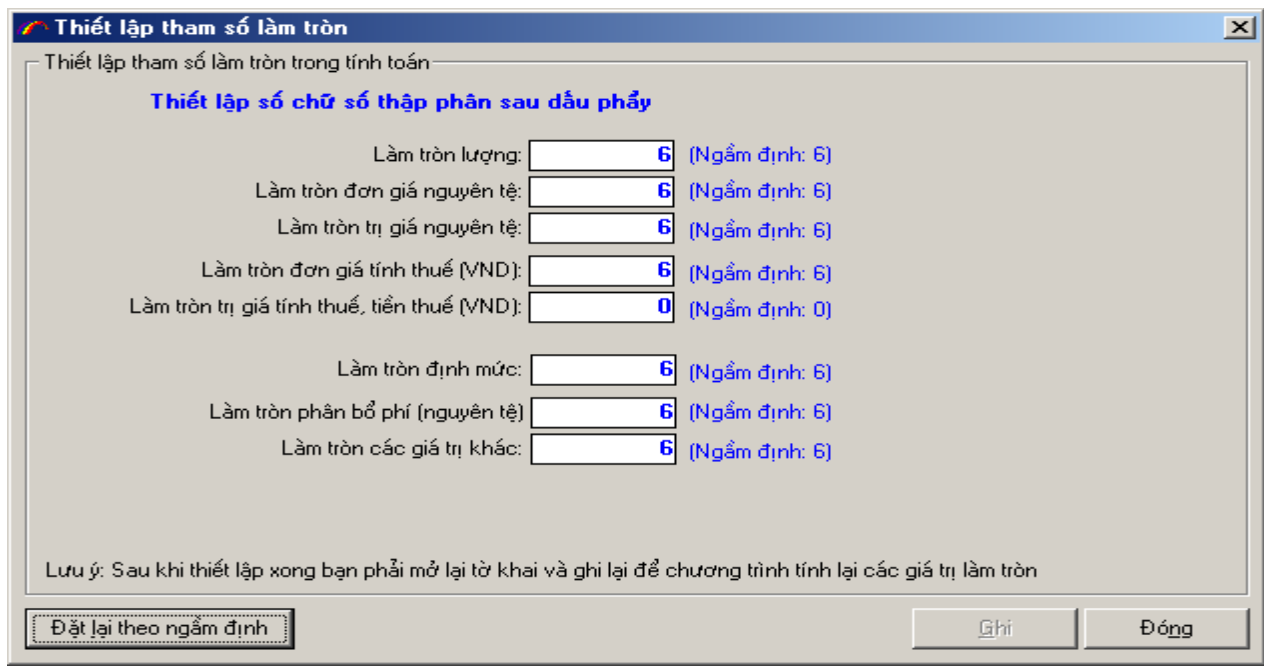 Thiết lập tham số làm tròn
Thiết lập tham số làm tròn trong tính toán
Thiết lập số chữ số thập phân sau dấu phẩy
Làm tròn lượng: 6 (Ngầm định: 6)
Làm tròn đơn giá nguyên tệ: 6 (Ngầm định: 6)
Làm tròn trị giá nguyên tệ: 6 (Ngầm định: 6)
Làm tròn đơn giá tính thuế (VND): 6 (Ngầm định: 6)
Làm tròn trị giá tính thuế, tiền thuế (VND): 0 (Ngầm định: 0)
Làm tròn định mức: 6 (Ngầm định: 6)
Làm tròn phân bổ phí (nguyên tệ) 6 (Ngầm định: 6)
Làm tròn các giá trị khác: 6 (Ngầm định: 6)
Lưu ý: Sau khi thiết lập xong bạn phải mở lại tờ khai và ghi lại để chương trình tính lại các giá trị làm tròn
Đặt lại theo ngầm định Ghi Đóng